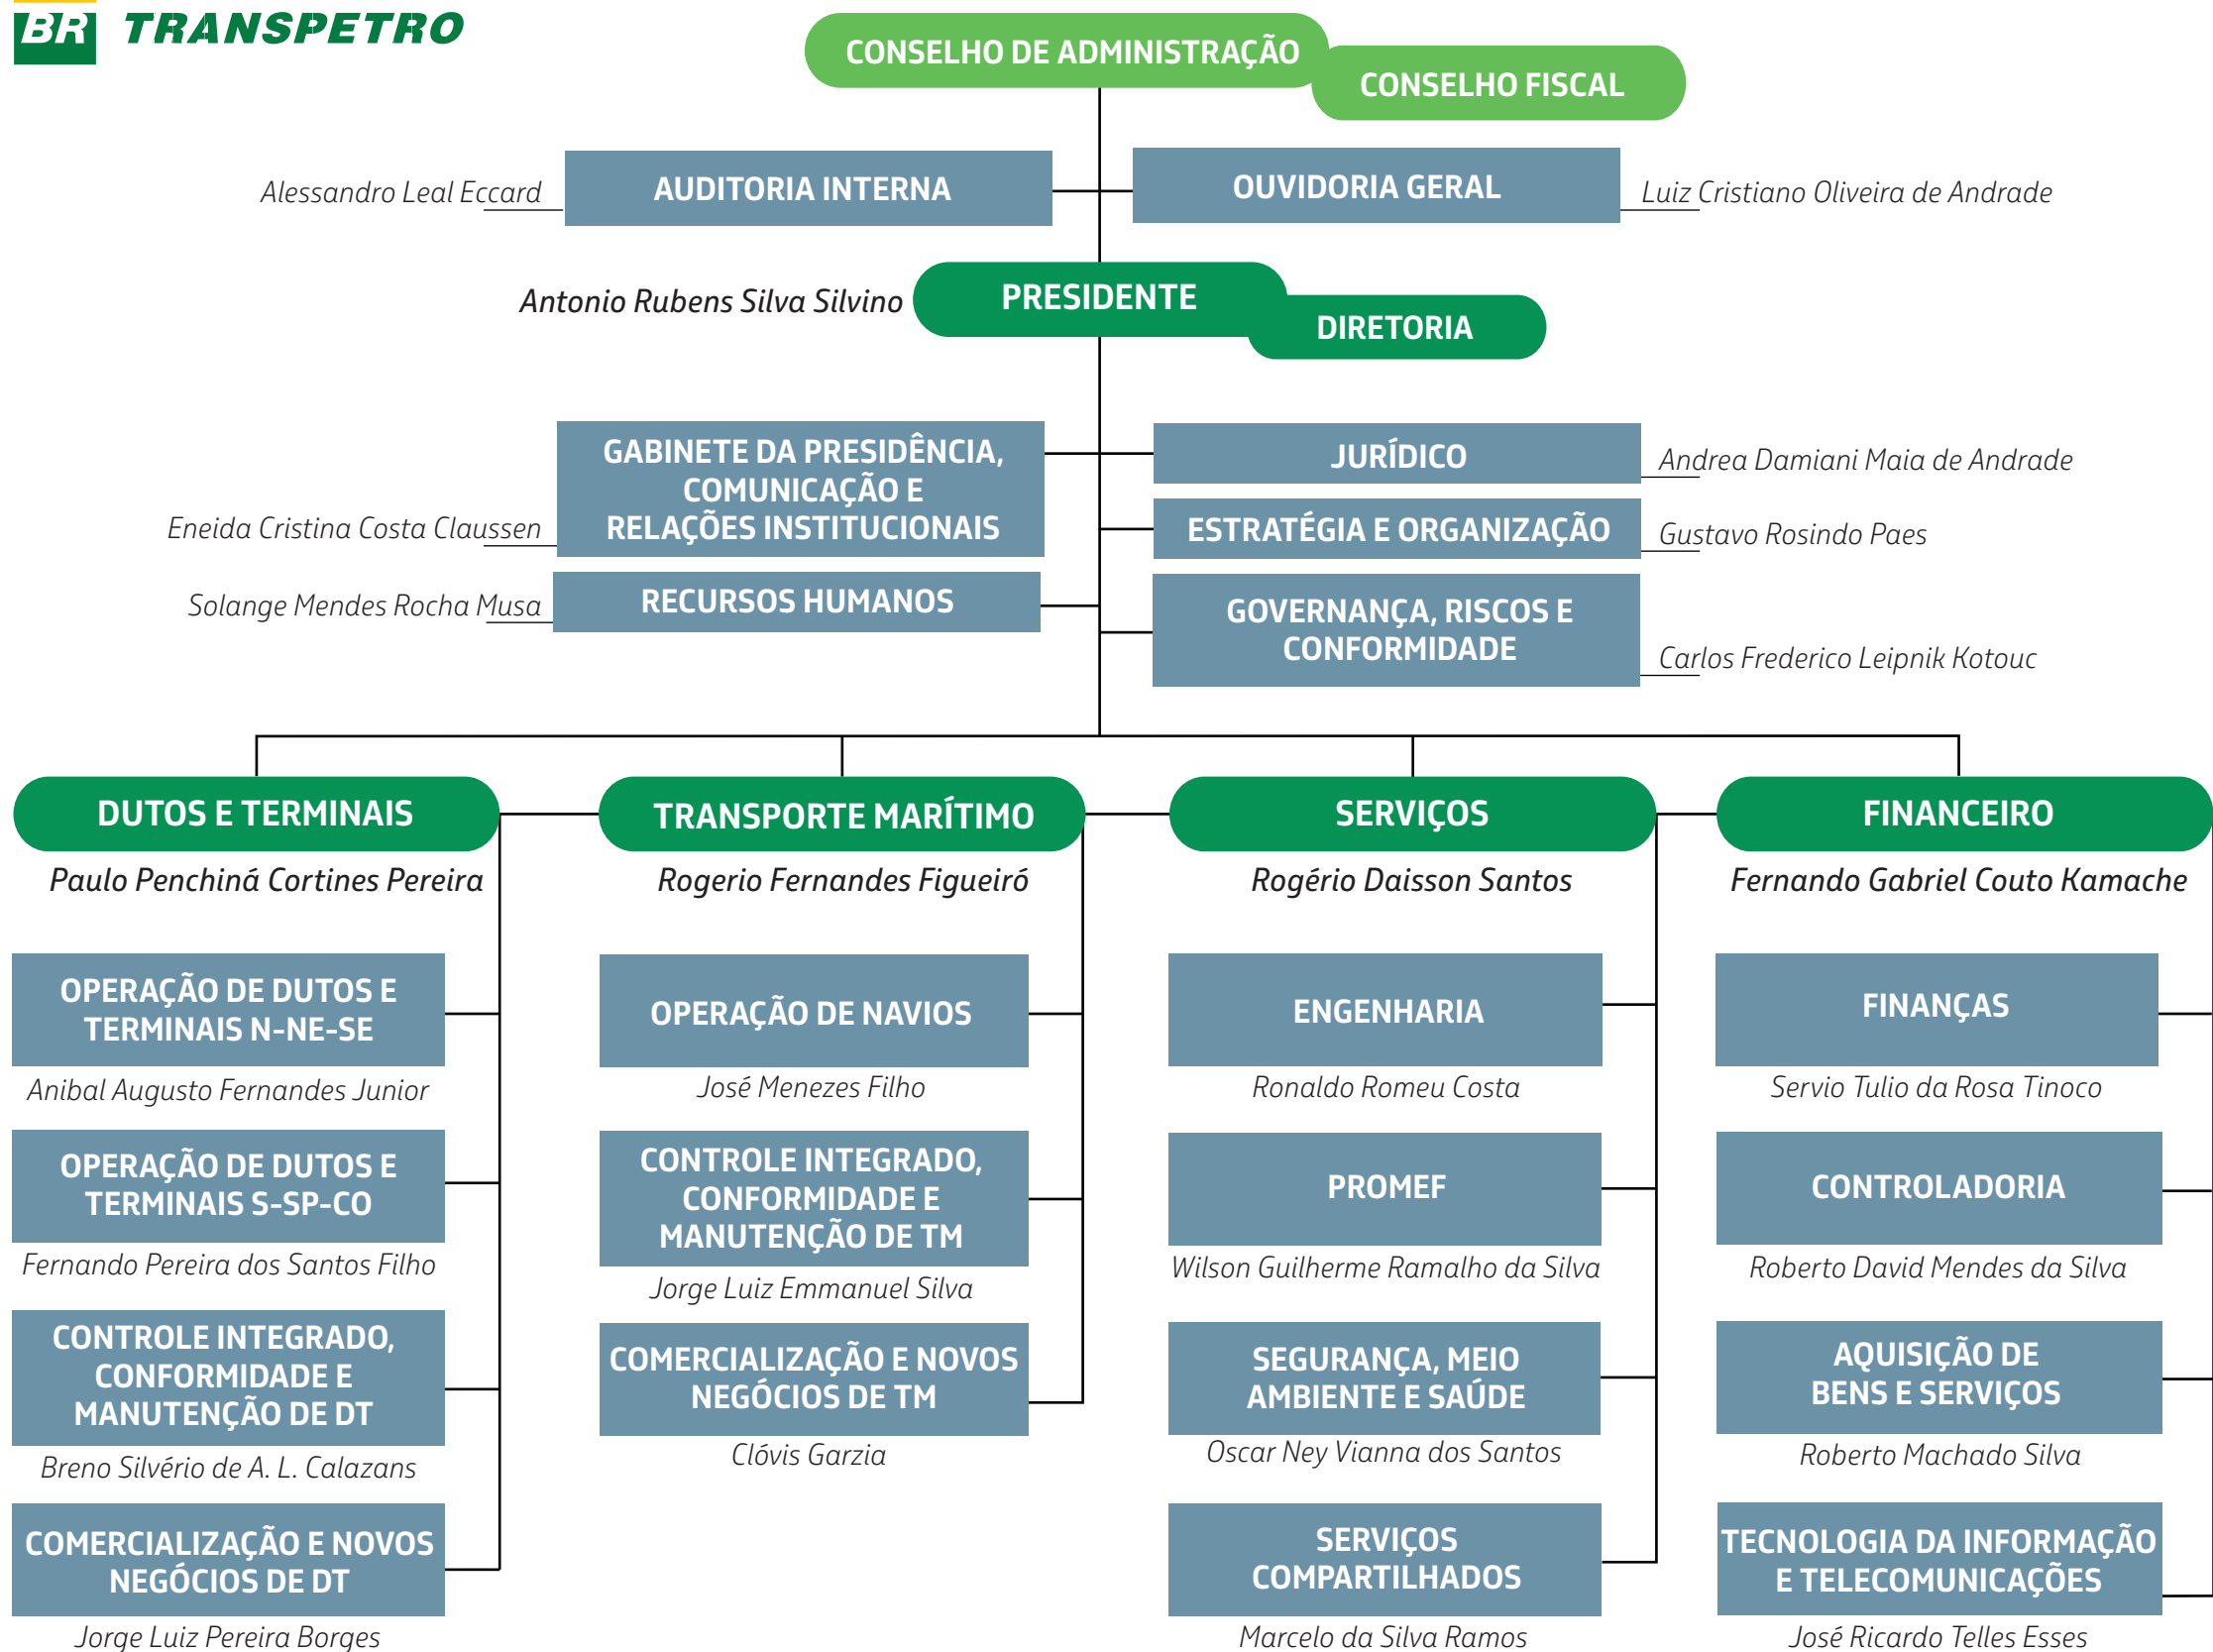 BR TRANSPETRO
CONSELHO DE ADMINISTRAÇÃO
CONSELHO FISCAL
Alessandro Leal Eccard
AUDITORIA INTERNA
OUVIDORIA GERAL
Luiz Cristiano Oliveira de Andrade
Antonio Rubens Silva Silvino
PRESIDENTE
DIRETORIA
GABINETE DA PRESIDÊNCIA,
COMUNICAÇÃO E
RELAÇÕES INSTITUCIONAIS
Eneida Cristina Costa Claussen
RECURSOS HUMANOS
Solange Mendes Rocha Musa
JURÍDICO
Andrea Damiani Maia de Andrade
ESTRATÉGIA E ORGANIZAÇÃO
Gustavo Rosindo Paes
GOVERNANÇA, RISCOS E
CONFORMIDADE
Carlos Frederico Leipnik Kotouc
DUTOS E TERMINAIS
Paulo Penchiná Cortines Pereira
OPERAÇÃO DE DUTOS E
TERMINAIS N-NE-SE
Anibal Augusto Fernandes Junior
OPERAÇÃO DE DUTOS E
TERMINAIS S-SP-CO
Fernando Pereira dos Santos Filho
CONTROLE INTEGRADO,
CONFORMIDADE E
MANUTENÇÃO DE DT
Breno Silvério de A. L. Calazans
COMERCIALIZAÇÃO E NOVOS
NEGÓCIOS DE DT
Jorge Luiz Pereira Borges
TRANSPORTE MARÍTIMO
Rogerio Fernandes Figueiró
OPERAÇÃO DE NAVIOS
José Menezes Filho
CONTROLE INTEGRADO,
CONFORMIDADE E
MANUTENÇÃO DE TM
Jorge Luiz Emmanuel Silva
COMERCIALIZAÇÃO E NOVOS
NEGÓCIOS DE TM
Clóvis Garzia
SERVIÇOS
Rogério Daisson Santos
ENGENHARIA
Ronaldo Romeu Costa
PROMEF
Wilson Guilherme Ramalho da Silva
SEGURANÇA, MEIO
AMBIENTE E SAÚDE
Oscar Ney Vianna dos Santos
SERVIÇOS
COMPARTILHADOS
Marcelo da Silva Ramos
FINANCEIRO
Fernando Gabriel Couto Kamache
FINANÇAS
Servio Tulio da Rosa Tinoco
CONTROLADORIA
Roberto David Mendes da Silva
AQUISIÇÃO DE
BENS E SERVIÇOS
Roberto Machado Silva
TECNOLOGIA DA INFORMAÇÃO
E TELECOMUNICAÇÕES
José Ricardo Telles Esses